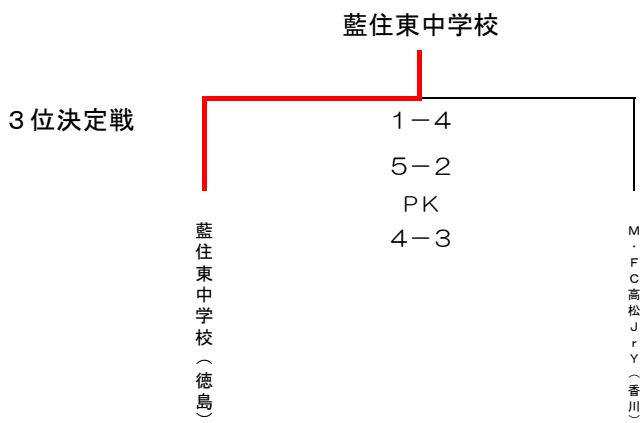 藍住東中学校
３位決定戦
１－４
５－２
ＰＫ
４－３
藍住東中学校（徳島）
Ｍ・ＦＣ高松ＪｒＹ（香川）